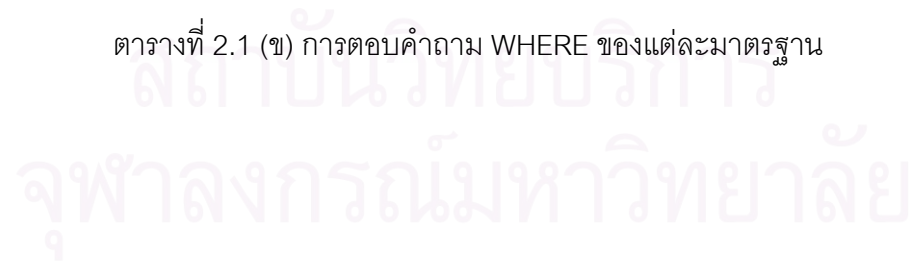 ตารางที่ 2.1 (ข) การตอบคำถาม WHERE ของแต่ละมาตรฐาน
สถาบันวิทยบริการ
จุฬาลงกรณ์มหาวิทยาลัย